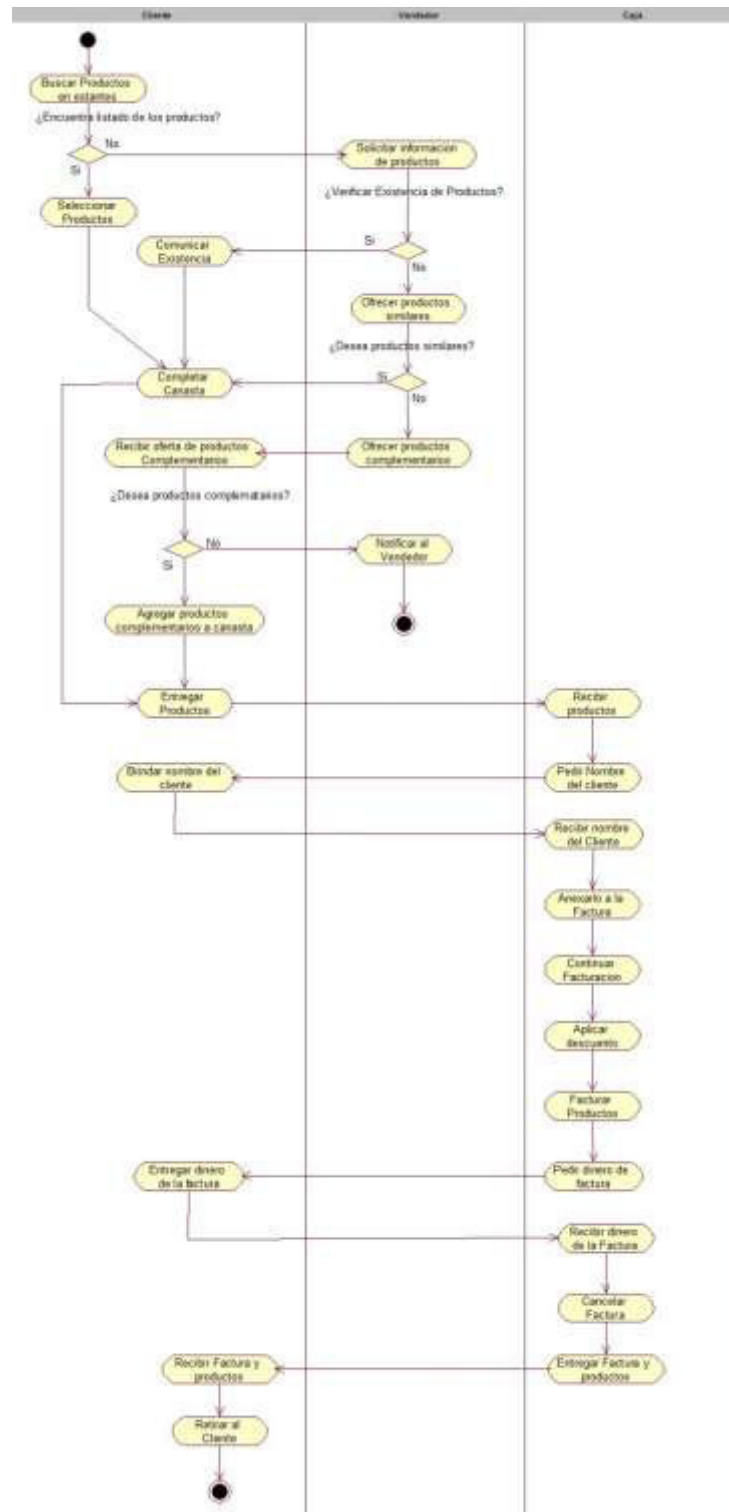 Cliente
Vendedor
Caja
Buscar Productos
en estantes
¿Encuentra listado de los productos?
No
Si
Solicitar informacion
de productos
Seleccionar
Productos
¿Verificar Existencia de Productos?
Comunicar
Existencia
Si
No
Ofrecer productos
similares
¿Desea productos similares?
Completar
Canasta
Si
No
Recibir oferta de productos
Complementarios
Ofrecer productos
complementarios
¿Desea productos complematarios?
No
Si
Notificar al
Vendedor
Agregar productos
complementarios a canasta
Entregar
Productos
Recibir
productos
Brindar nombre del
cliente
Pedir Nombre
del cliente
Recibir nombre
del Cliente
Anexarlo a la
Factura
Continuar
Facturacion
Aplicar
descuento
Facturar
Productos
Entregar dinero
de la factura
Pedir dinero de
factura
Recibir dinero
de la Factura
Cancelar
Factura
Recibir Factura y
productos
Entregar Factura y
productos
Retirar al
Cliente